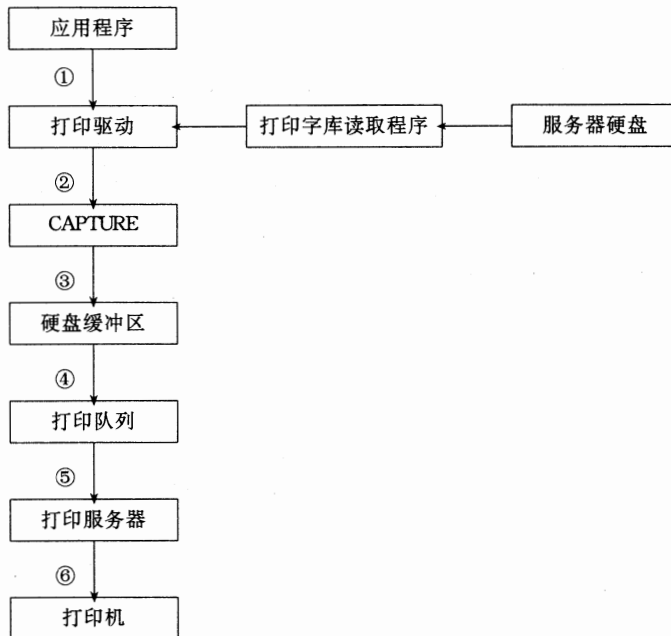 应用程序
①
打印驱动
打印字库读取程序
服务器硬盘
②
CAPTURE
③
硬盘缓冲区
④
打印队列
⑤
打印服务器
⑥
打印机